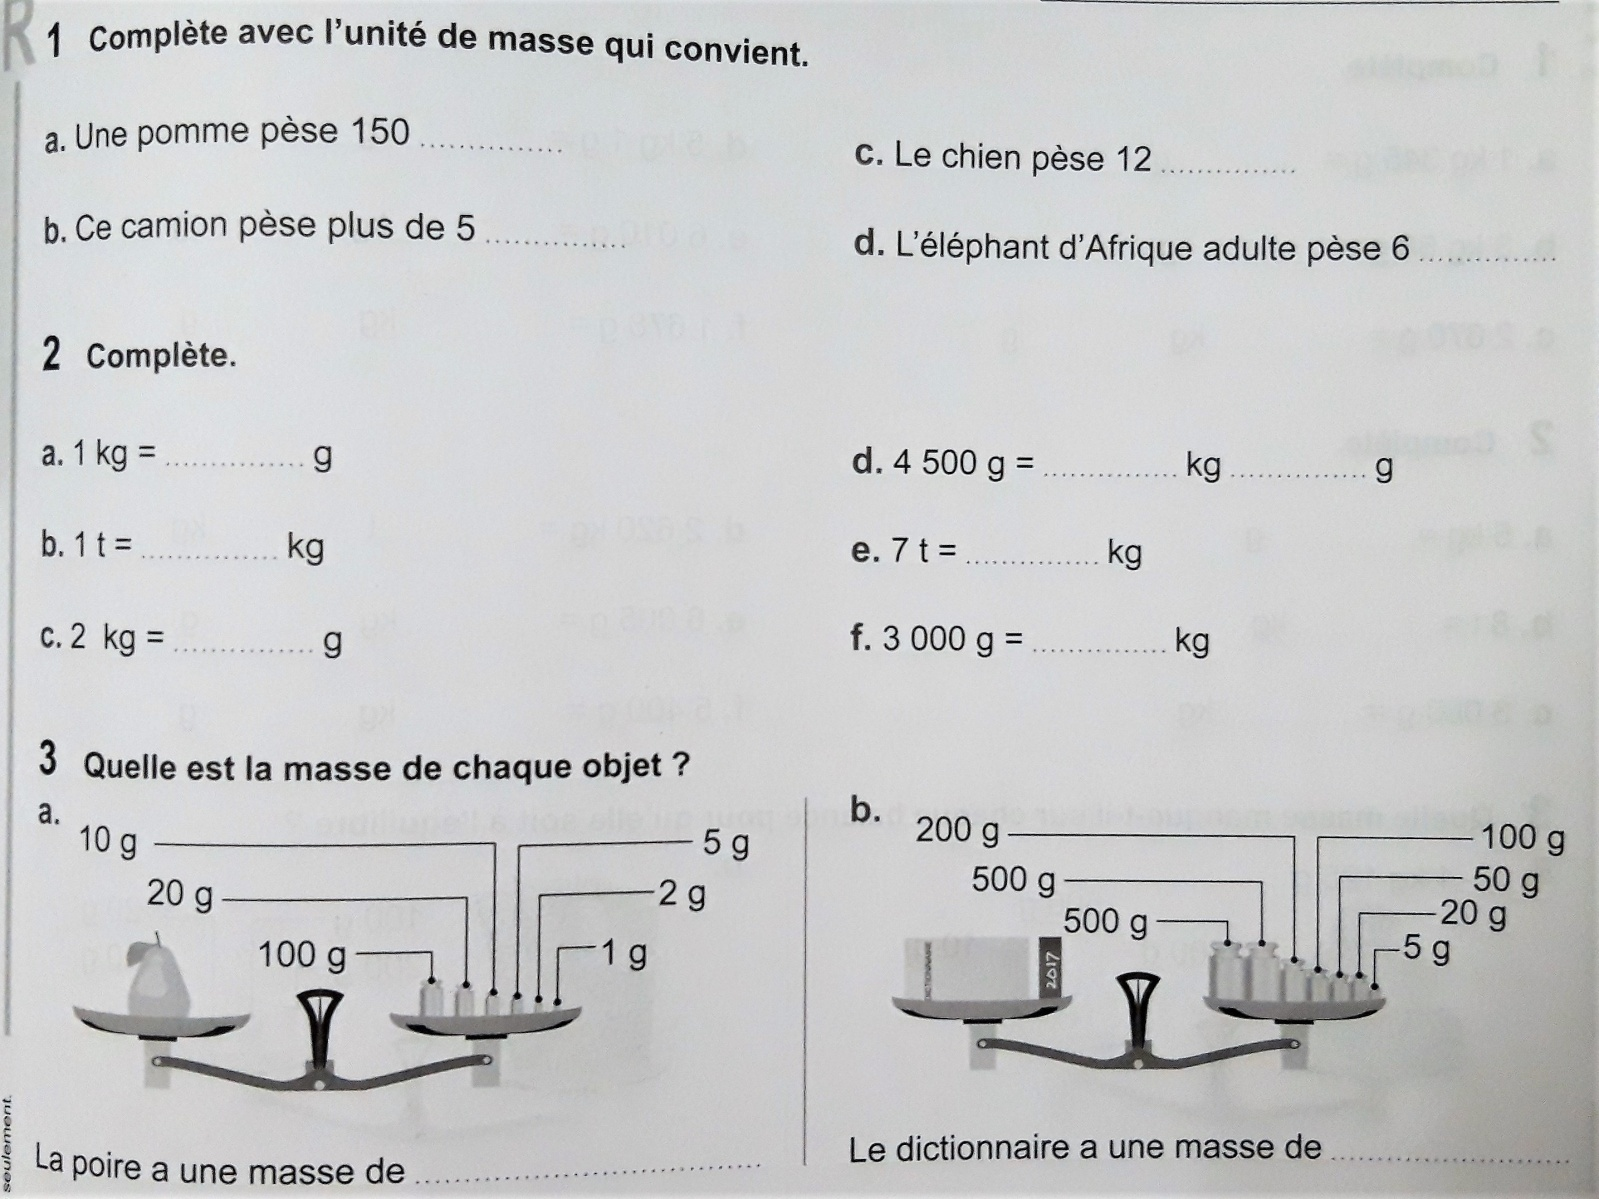 R
1 Complète avec l'unité de masse qui convient.
a. Une pomme pèse 150 ..............
c. Le chien pèse 12 ..............
b. Ce camion pèse plus de 5 ..............
d. L'éléphant d'Afrique adulte pèse 6 ..............
2 Complète.
a. 1 kg = .............. g
d. 4 500 g = .............. kg .............. g
b. 1 t = .............. kg
e. 7 t = .............. kg
c. 2 kg = .............. g
f. 3 000 g = .............. kg
3 Quelle est la masse de chaque objet ?
a.
10 g
5 g
20 g
2 g
100 g
1 g
La poire a une masse de ..............
b.
200 g
100 g
500 g
50 g
500 g
20 g
5 g
2017
Le dictionnaire a une masse de ..............
seulement.